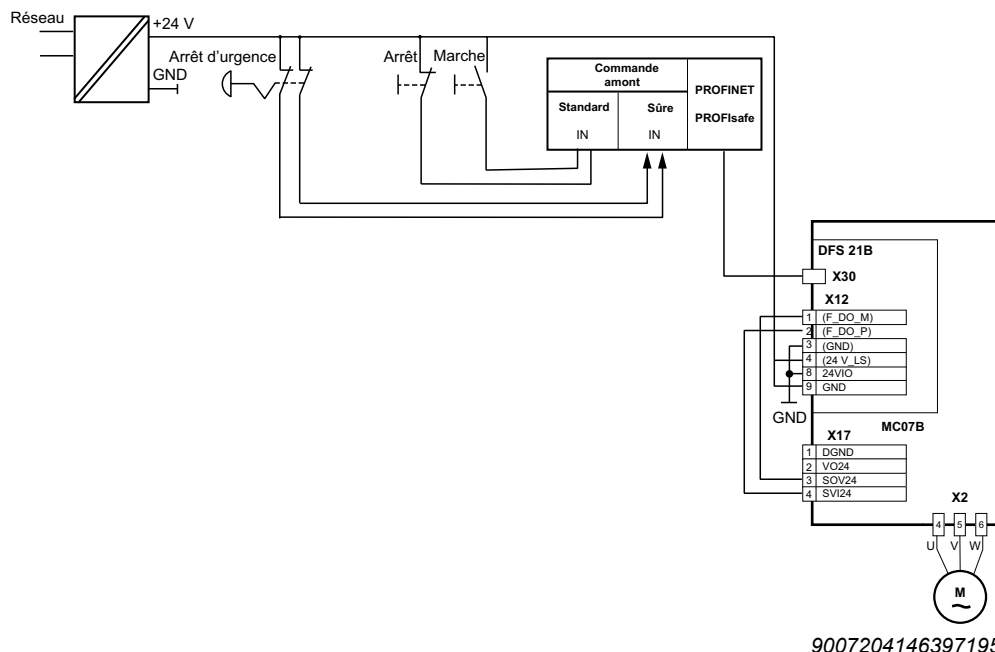 Réseau
+24 V
GND
Arrêt d'urgence
Arrêt
Marche
Commande
amont
PROFINET
PROFIsafe
Standard
Sûre
IN
IN
DFS 21B
X30
X12
1 (F_DO_M)
2 (F_DO_P)
3 (GND)
4 (24 V_LS)
8 24VIO
9 GND
GND
MC07B
X17
1 DGND
2 VO24
3 SOV24
4 SVI24
X2
4 5 6
U V W
M
~
9007204146397195